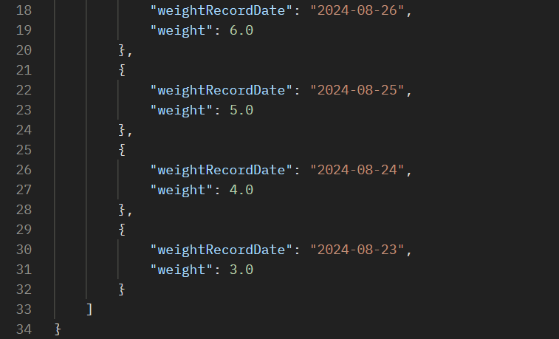 18 "weightRecordDate": "2024-08-26",
19 "weight": 6.0
20 },
21 {
22 "weightRecordDate": "2024-08-25",
23 "weight": 5.0
24 },
25 {
26 "weightRecordDate": "2024-08-24",
27 "weight": 4.0
28 },
29 {
30 "weightRecordDate": "2024-08-23",
31 "weight": 3.0
32 }
33 ]
34 }